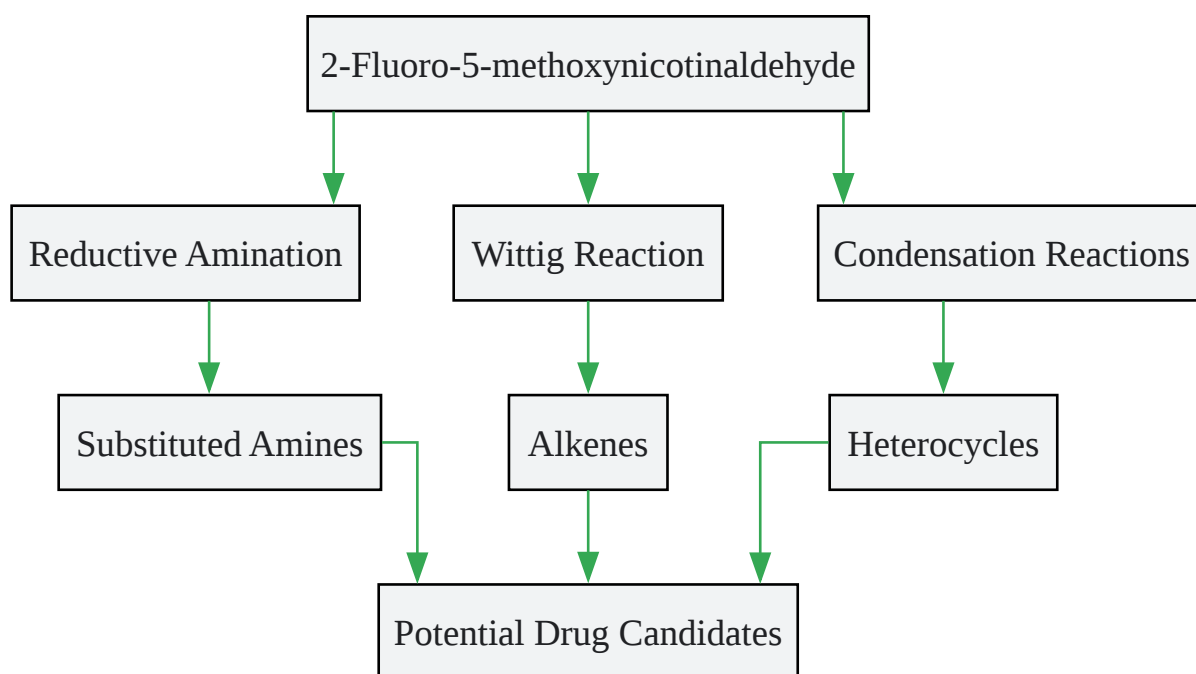 2-Fluoro-5-methoxynicotinaldehyde
Reductive Amination
Wittig Reaction
Condensation Reactions
Substituted Amines
Alkenes
Heterocycles
Potential Drug Candidates